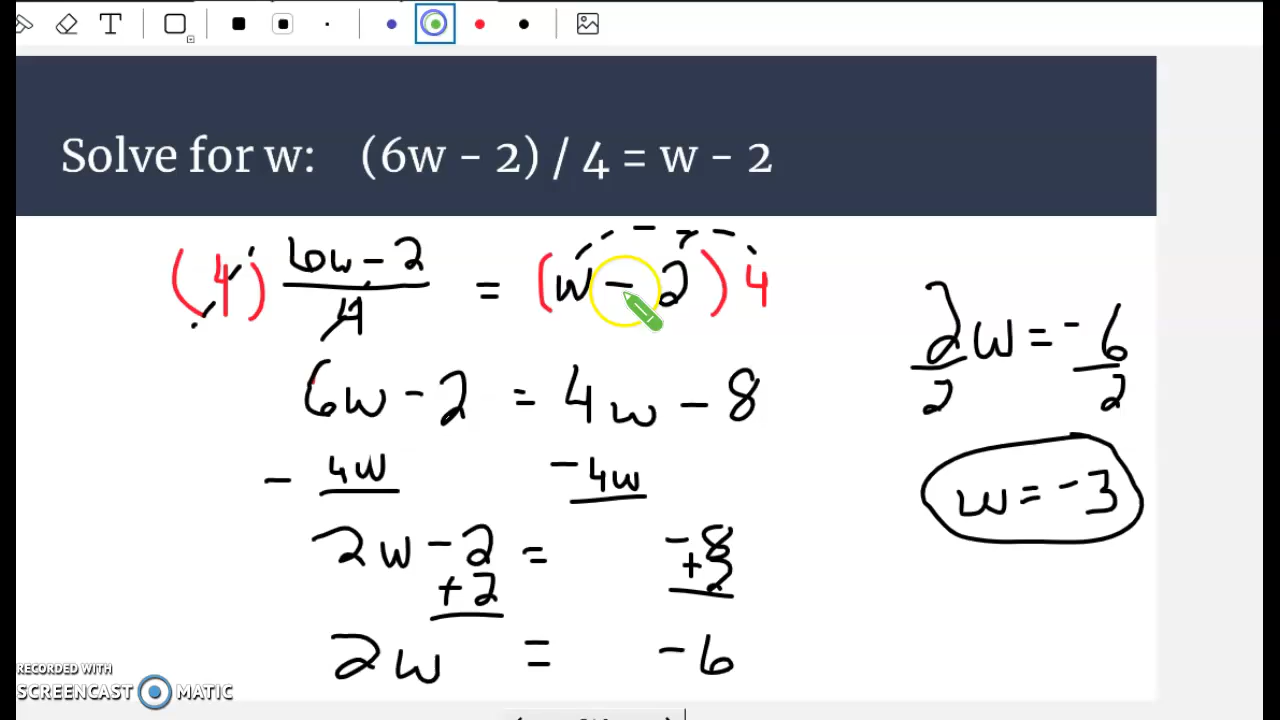 T
Solve for w: (6w - 2) / 4 = w - 2
(4) 6w - 2 = (w - 2) 4
4
6w - 2 = 4w - 8
- 4w - 4w
2w - 2 = - 8
+ 2 + 2
2w = - 6
2w = - 6
2 2
w = - 3
RECORDED WITH
SCREENCAST MATIC